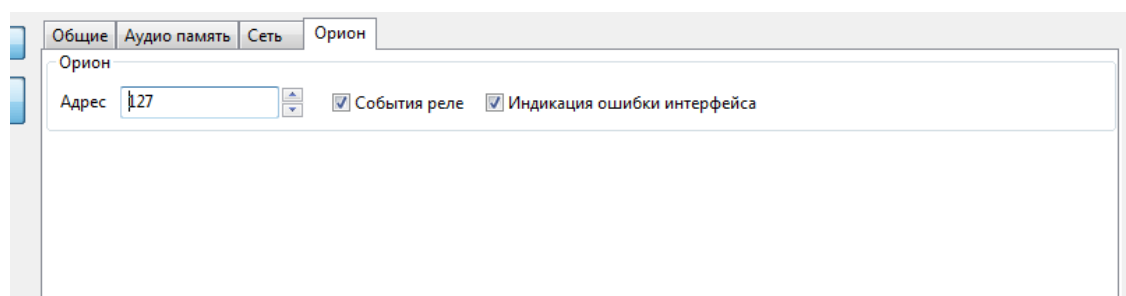 Общие Аудио память Сеть Орион
Орион
Адрес 127 События реле Индикация ошибки интерфейса